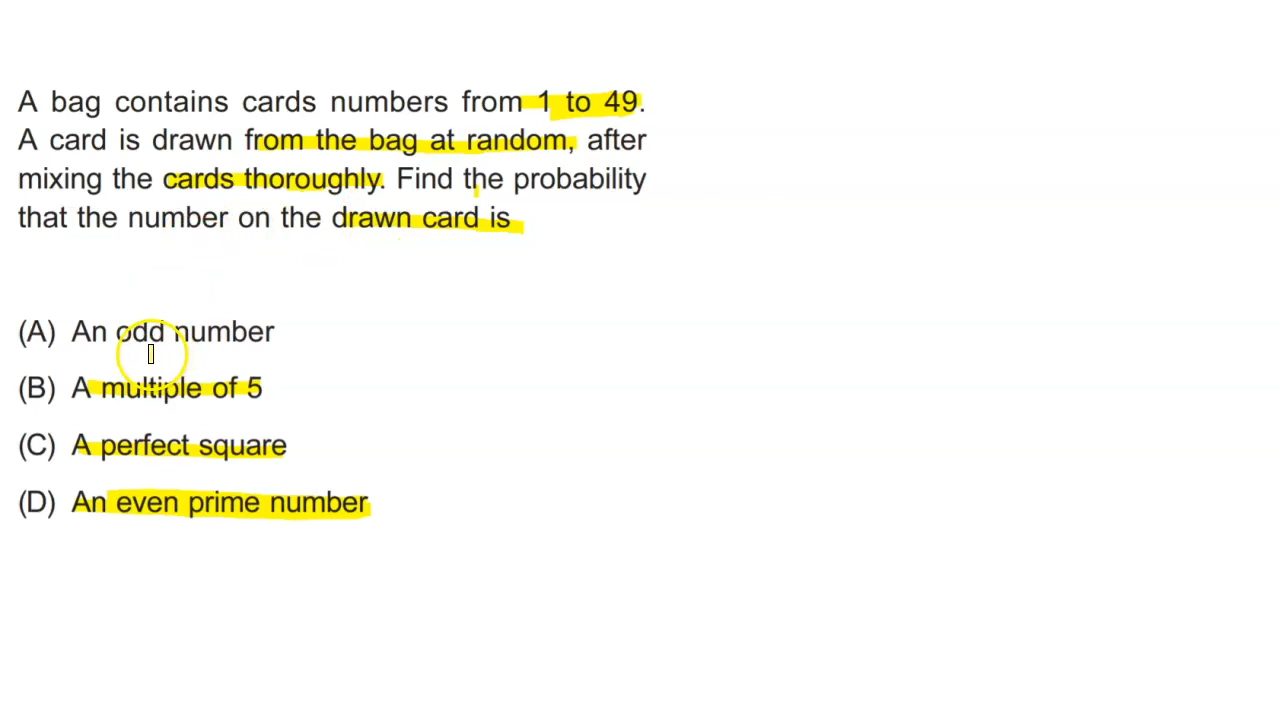 A bag contains cards numbers from 1 to 49.
A card is drawn from the bag at random, after
mixing the cards thoroughly. Find the probability
that the number on the drawn card is
(A) An odd number
(B) A multiple of 5
(C) A perfect square
(D) An even prime number